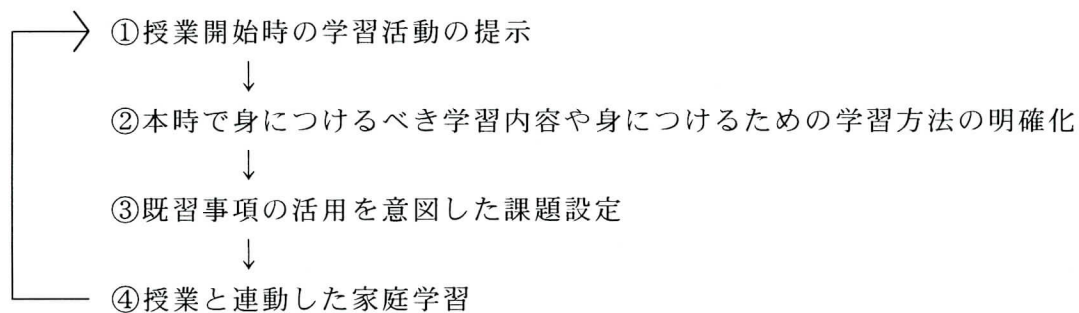 ①授業開始時の学習活動の提示
↓
②本時で身につけるべき学習内容や身につけるための学習方法の明確化
↓
③既習事項の活用を意図した課題設定
↓
④授業と連動した家庭学習